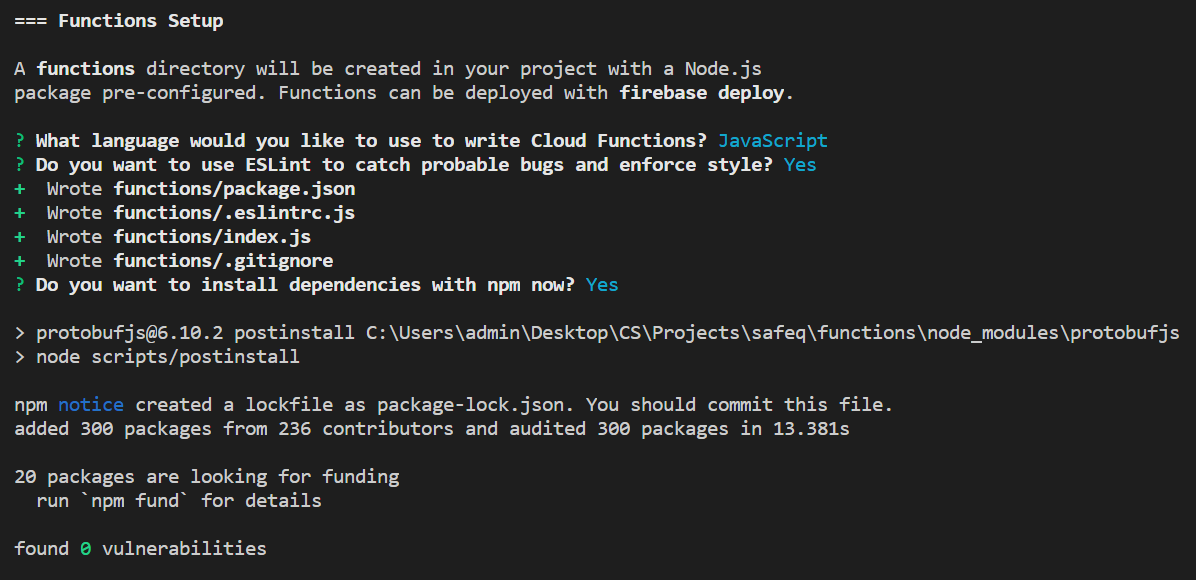 === Functions Setup
A functions directory will be created in your project with a Node.js
package pre-configured. Functions can be deployed with firebase deploy.
? What language would you like to use to write Cloud Functions? JavaScript
? Do you want to use ESLint to catch probable bugs and enforce style? Yes
+  Wrote functions/package.json
+  Wrote functions/.eslintrc.js
+  Wrote functions/index.js
+  Wrote functions/.gitignore
? Do you want to install dependencies with npm now? Yes
> protobufjs@6.10.2 postinstall C:\Users\admin\Desktop\CS\Projects\safeq\functions\node_modules\protobufjs
> node scripts/postinstall
npm notice created a lockfile as package-lock.json. You should commit this file.
added 300 packages from 236 contributors and audited 300 packages in 13.381s
20 packages are looking for funding
  run `npm fund` for details
found 0 vulnerabilities